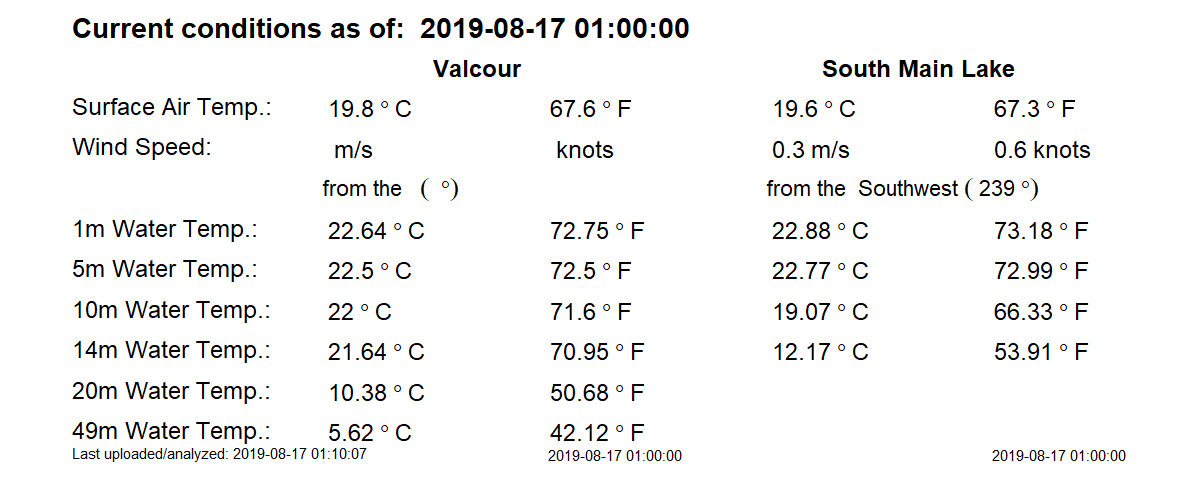 Current conditions as of: 2019-08-17 01:00:00
Valcour South Main Lake
Surface Air Temp.: 19.8 ° C 67.6 ° F 19.6 ° C 67.3 ° F
Wind Speed: m/s knots 0.3 m/s 0.6 knots
from the ( °) from the Southwest ( 239 °)
1m Water Temp.: 22.64 ° C 72.75 ° F 22.88 ° C 73.18 ° F
5m Water Temp.: 22.5 ° C 72.5 ° F 22.77 ° C 72.99 ° F
10m Water Temp.: 22 ° C 71.6 ° F 19.07 ° C 66.33 ° F
14m Water Temp.: 21.64 ° C 70.95 ° F 12.17 ° C 53.91 ° F
20m Water Temp.: 10.38 ° C 50.68 ° F
49m Water Temp.: 5.62 ° C 42.12 ° F
Last uploaded/analyzed: 2019-08-17 01:10:07 2019-08-17 01:00:00 2019-08-17 01:00:00